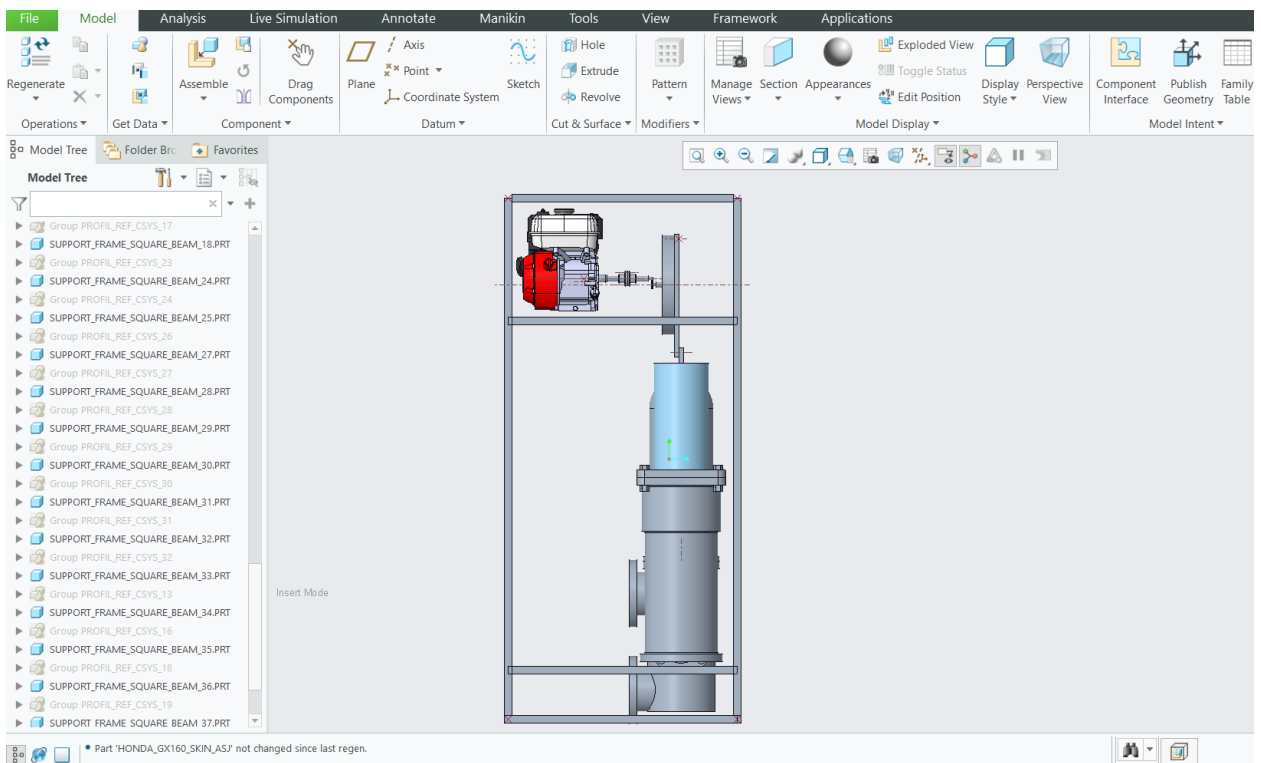 File Model Analysis Live Simulation Annotate Manikin Tools View Framework Applications
Regenerate
Operations
Get Data
Assemble
Drag
Components
Component
Plane
Axis
Point
Coordinate System
Sketch
Datum
Hole
Extrude
Revolve
Cut & Surface
Pattern
Modifiers
Manage
Views
Section
Appearances
Exploded View
Toggle Status
Edit Position
Display
Style
Perspective
View
Model Display
Component
Interface
Publish
Geometry
Family
Table
Model Intent
Model Tree Folder Bro Favorites
Model Tree
Group PROFIL_REF_CSYS_17
SUPPORT_FRAME_SQUARE_BEAM_18.PRT
Group PROFIL_REF_CSYS_23
SUPPORT_FRAME_SQUARE_BEAM_24.PRT
Group PROFIL_REF_CSYS_24
SUPPORT_FRAME_SQUARE_BEAM_25.PRT
Group PROFIL_REF_CSYS_26
SUPPORT_FRAME_SQUARE_BEAM_27.PRT
Group PROFIL_REF_CSYS_27
SUPPORT_FRAME_SQUARE_BEAM_28.PRT
Group PROFIL_REF_CSYS_28
SUPPORT_FRAME_SQUARE_BEAM_29.PRT
Group PROFIL_REF_CSYS_29
SUPPORT_FRAME_SQUARE_BEAM_30.PRT
Group PROFIL_REF_CSYS_30
SUPPORT_FRAME_SQUARE_BEAM_31.PRT
Group PROFIL_REF_CSYS_31
SUPPORT_FRAME_SQUARE_BEAM_32.PRT
Group PROFIL_REF_CSYS_32
SUPPORT_FRAME_SQUARE_BEAM_33.PRT
Group PROFIL_REF_CSYS_13
SUPPORT_FRAME_SQUARE_BEAM_34.PRT
Group PROFIL_REF_CSYS_16
SUPPORT_FRAME_SQUARE_BEAM_35.PRT
Group PROFIL_REF_CSYS_18
SUPPORT_FRAME_SQUARE_BEAM_36.PRT
Group PROFIL_REF_CSYS_19
SUPPORT_FRAME_SQUARE_BEAM_37.PRT
Insert Mode
• Part 'HONDA_GX160_SKIN_ASJ' not changed since last regen.